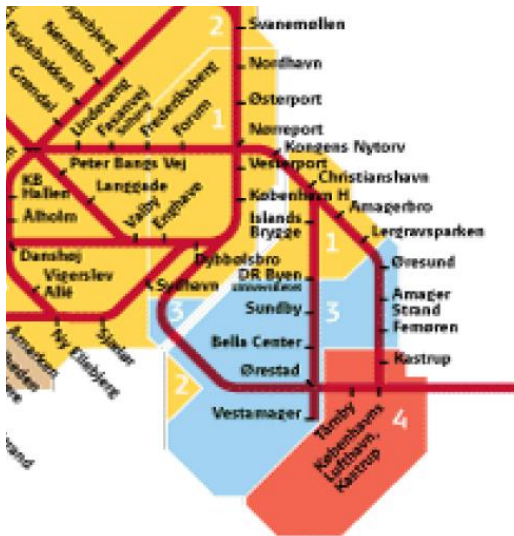 Svanemøllen
2
Nørrebro
Fuglebakken
Grøndal
Nordhavn
Lindevang
Fasanvej
Frederiksberg
Forum
1
Østerport
Nørreport
Kongens Nytorv
Peter Bangs Vej
Vesterport
KB
Hallen
Langgade
Christianshavn
København H
Amagerbro
Ålholm
Valby
Enghave
Islands
Brygge
1
Lergravsparken
Danshøj
Dybbølsbro
Øresund
Vigerslev
Allé
Sydhavn
DR Byen
Universitetet
3
Amager
Strand
3
Sundby
Femøren
Åmarken
Ny Ellebjerg
Sjælør
Bella Center
Kastrup
Ørestad
2
Vestamager
Tårnby
Københavns
Lufthavn,
Kastrup
4